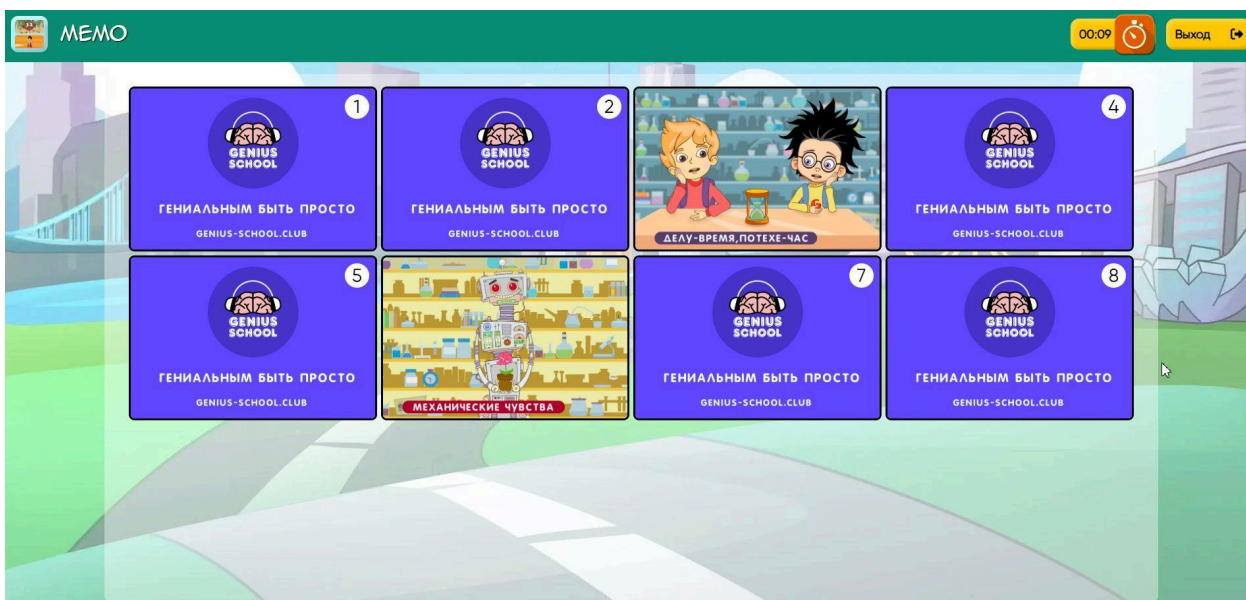 МЕМО
00:09
Выход
1
GENIUS
SCHOOL
ГЕНИАЛЬНЫМ БЫТЬ ПРОСТО
GENIUS-SCHOOL.CLUB
2
GENIUS
SCHOOL
ГЕНИАЛЬНЫМ БЫТЬ ПРОСТО
GENIUS-SCHOOL.CLUB
ДЕЛУ-ВРЕМЯ,ПОТЕХЕ-ЧАС
4
GENIUS
SCHOOL
ГЕНИАЛЬНЫМ БЫТЬ ПРОСТО
GENIUS-SCHOOL.CLUB
5
GENIUS
SCHOOL
ГЕНИАЛЬНЫМ БЫТЬ ПРОСТО
GENIUS-SCHOOL.CLUB
МЕХАНИЧЕСКИЕ ЧУВСТВА
7
GENIUS
SCHOOL
ГЕНИАЛЬНЫМ БЫТЬ ПРОСТО
GENIUS-SCHOOL.CLUB
8
GENIUS
SCHOOL
ГЕНИАЛЬНЫМ БЫТЬ ПРОСТО
GENIUS-SCHOOL.CLUB